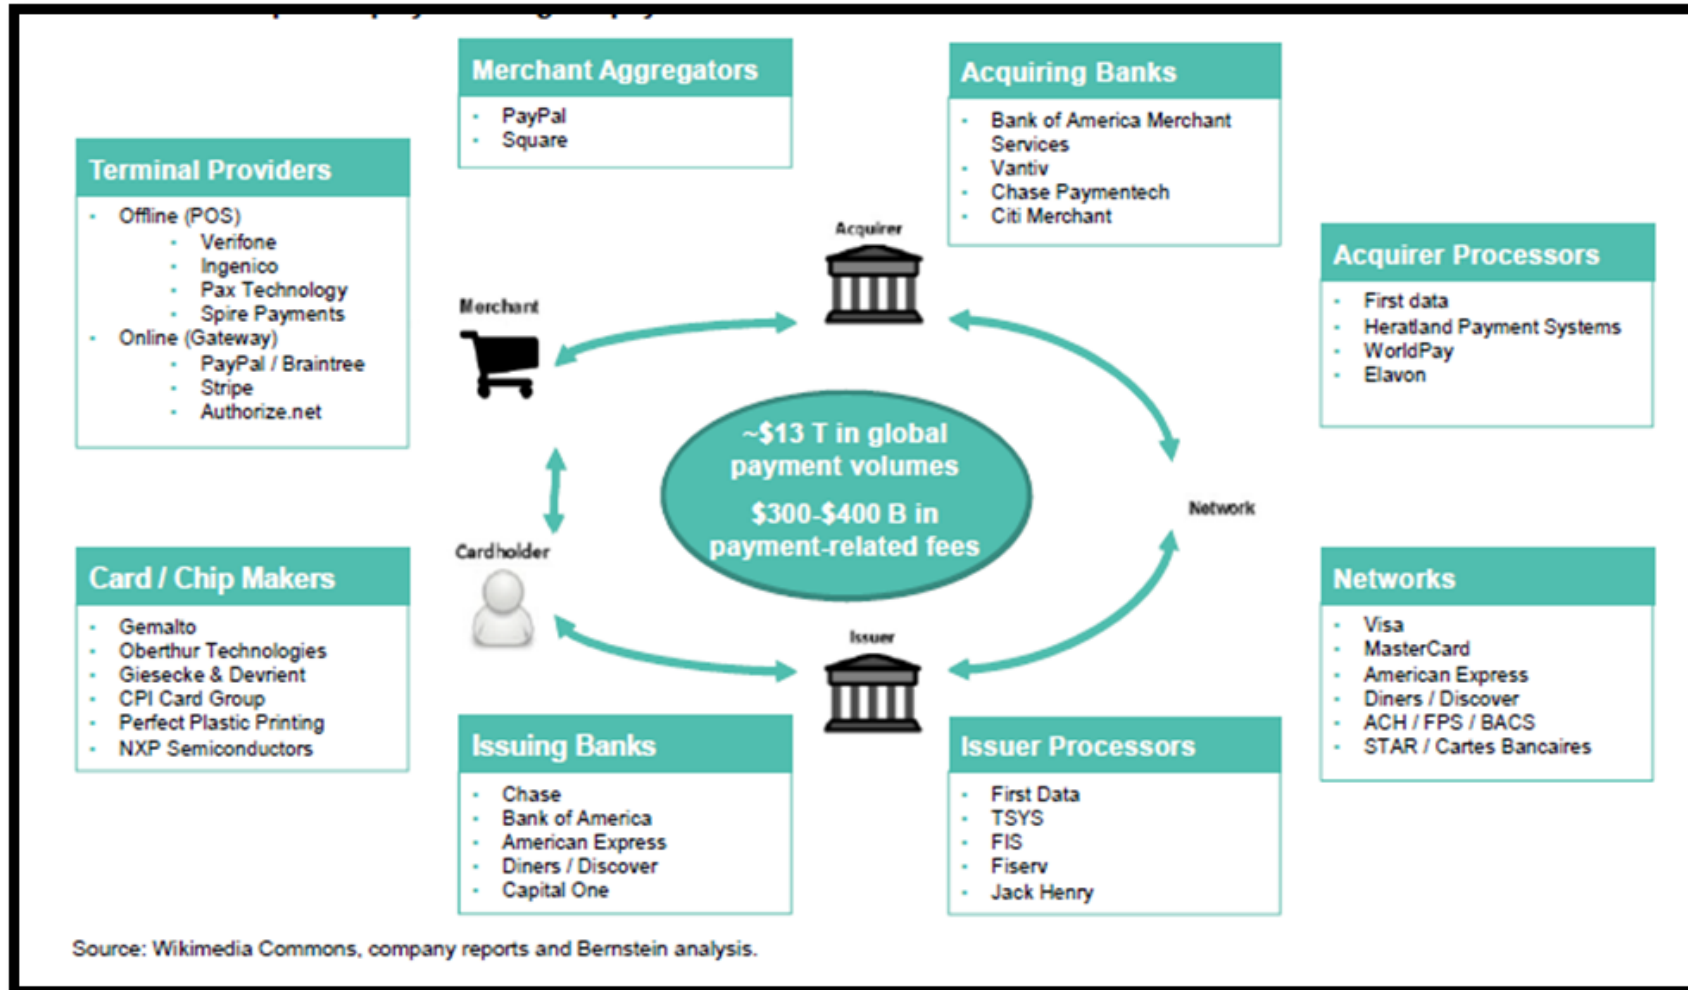 Merchant Aggregators
PayPal
Square
Acquiring Banks
Bank of America Merchant
Services
Vantiv
Chase Paymentech
Citi Merchant
Terminal Providers
Offline (POS)
Verifone
Ingenico
Pax Technology
Spire Payments
Online (Gateway)
PayPal / Braintree
Stripe
Authorize.net
Acquirer
Merchant
Acquirer Processors
First data
Heratland Payment Systems
WorldPay
Elavon
~$13 T in global
payment volumes
$300-$400 B in
payment-related fees
Network
Cardholder
Issuer
Card / Chip Makers
Gemalto
Oberthur Technologies
Giesecke & Devrient
CPI Card Group
Perfect Plastic Printing
NXP Semiconductors
Networks
Visa
MasterCard
American Express
Diners / Discover
ACH / FPS / BACS
STAR / Cartes Bancaires
Issuing Banks
Chase
Bank of America
American Express
Diners / Discover
Capital One
Issuer Processors
First Data
TSYS
FIS
Fiserv
Jack Henry
Source: Wikimedia Commons, company reports and Bernstein analysis.